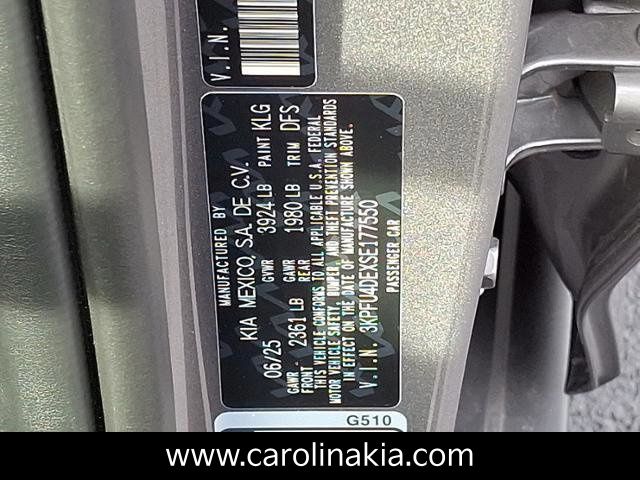 V.I.N.
MANUFACTURED BY
KIA MEXICO, S.A. DE C.V.
06/25 GVWR 3924 LB PAINT KLG
GAWR FRONT 2361 LB GAWR REAR 1980 LB TRIM DFS
THIS VEHICLE CONFORMS TO ALL APPLICABLE U.S.A. FEDERAL
MOTOR VEHICLE SAFETY, BUMPER, AND THEFT PREVENTION STANDARDS
IN EFFECT ON THE DATE OF MANUFACTURE SHOWN ABOVE.
V.I.N. 3KPFU4DEXSE177550
PASSENGER CAR
G510
www.carolinakia.com